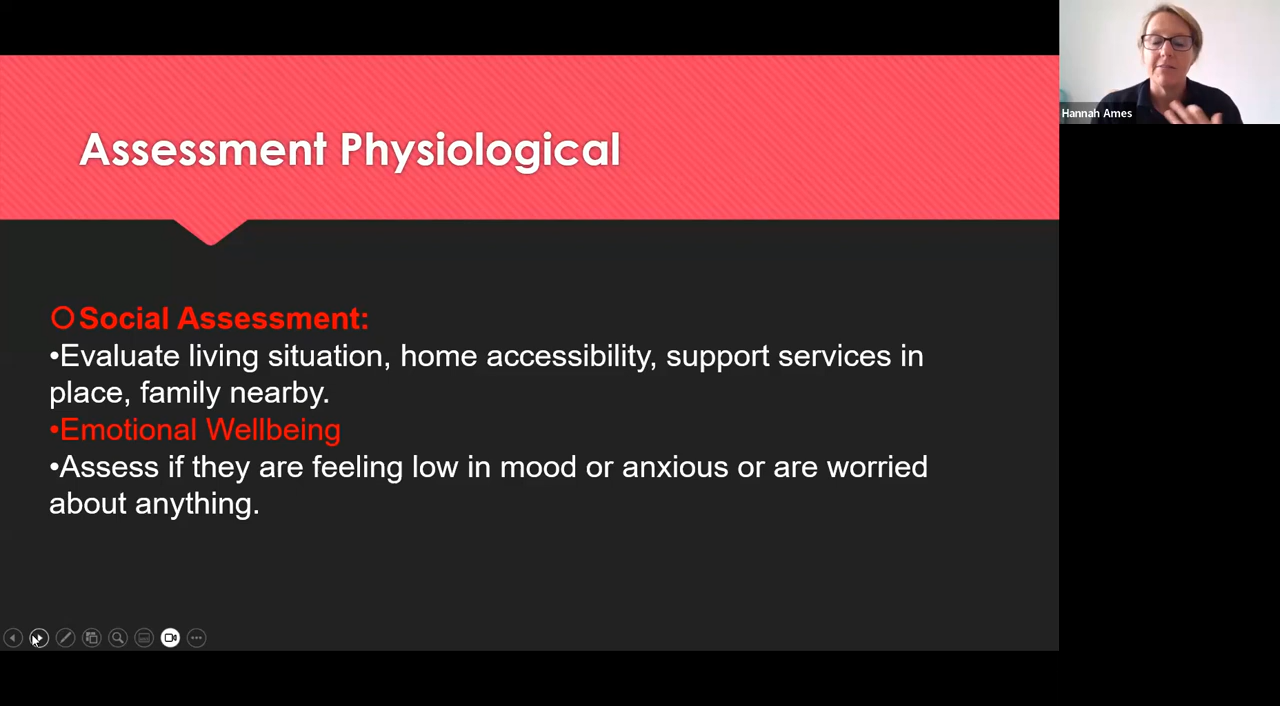 Assessment Physiological
Hannah Ames
Social Assessment:
•Evaluate living situation, home accessibility, support services in
place, family nearby.
•Emotional Wellbeing
•Assess if they are feeling low in mood or anxious or are worried
about anything.